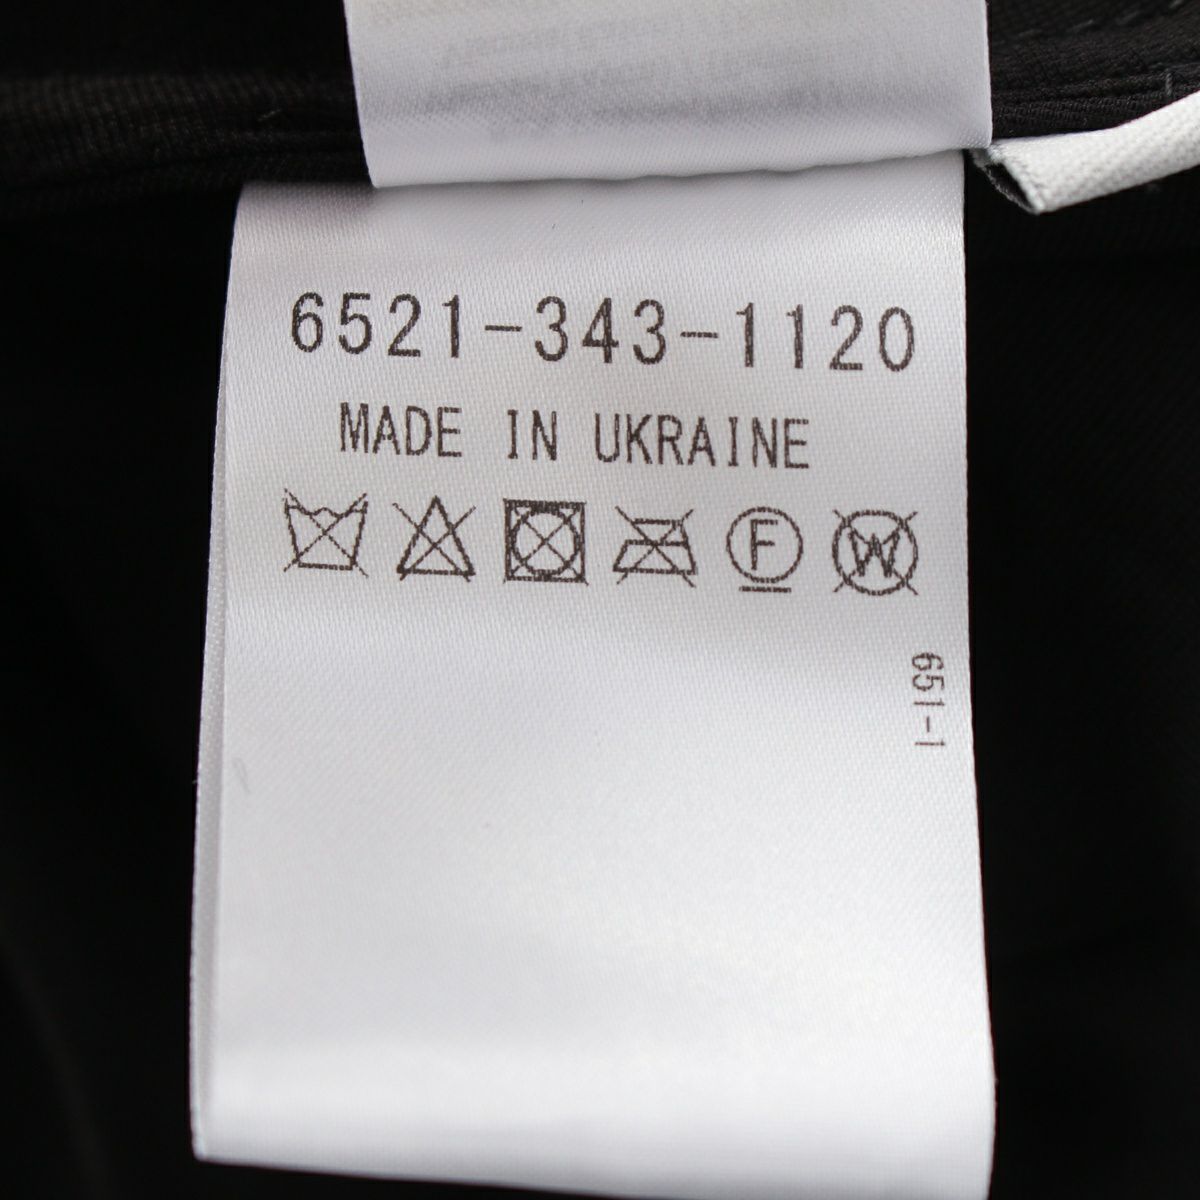 6521-343-1120
MADE IN UKRAINE
F
W
651-1